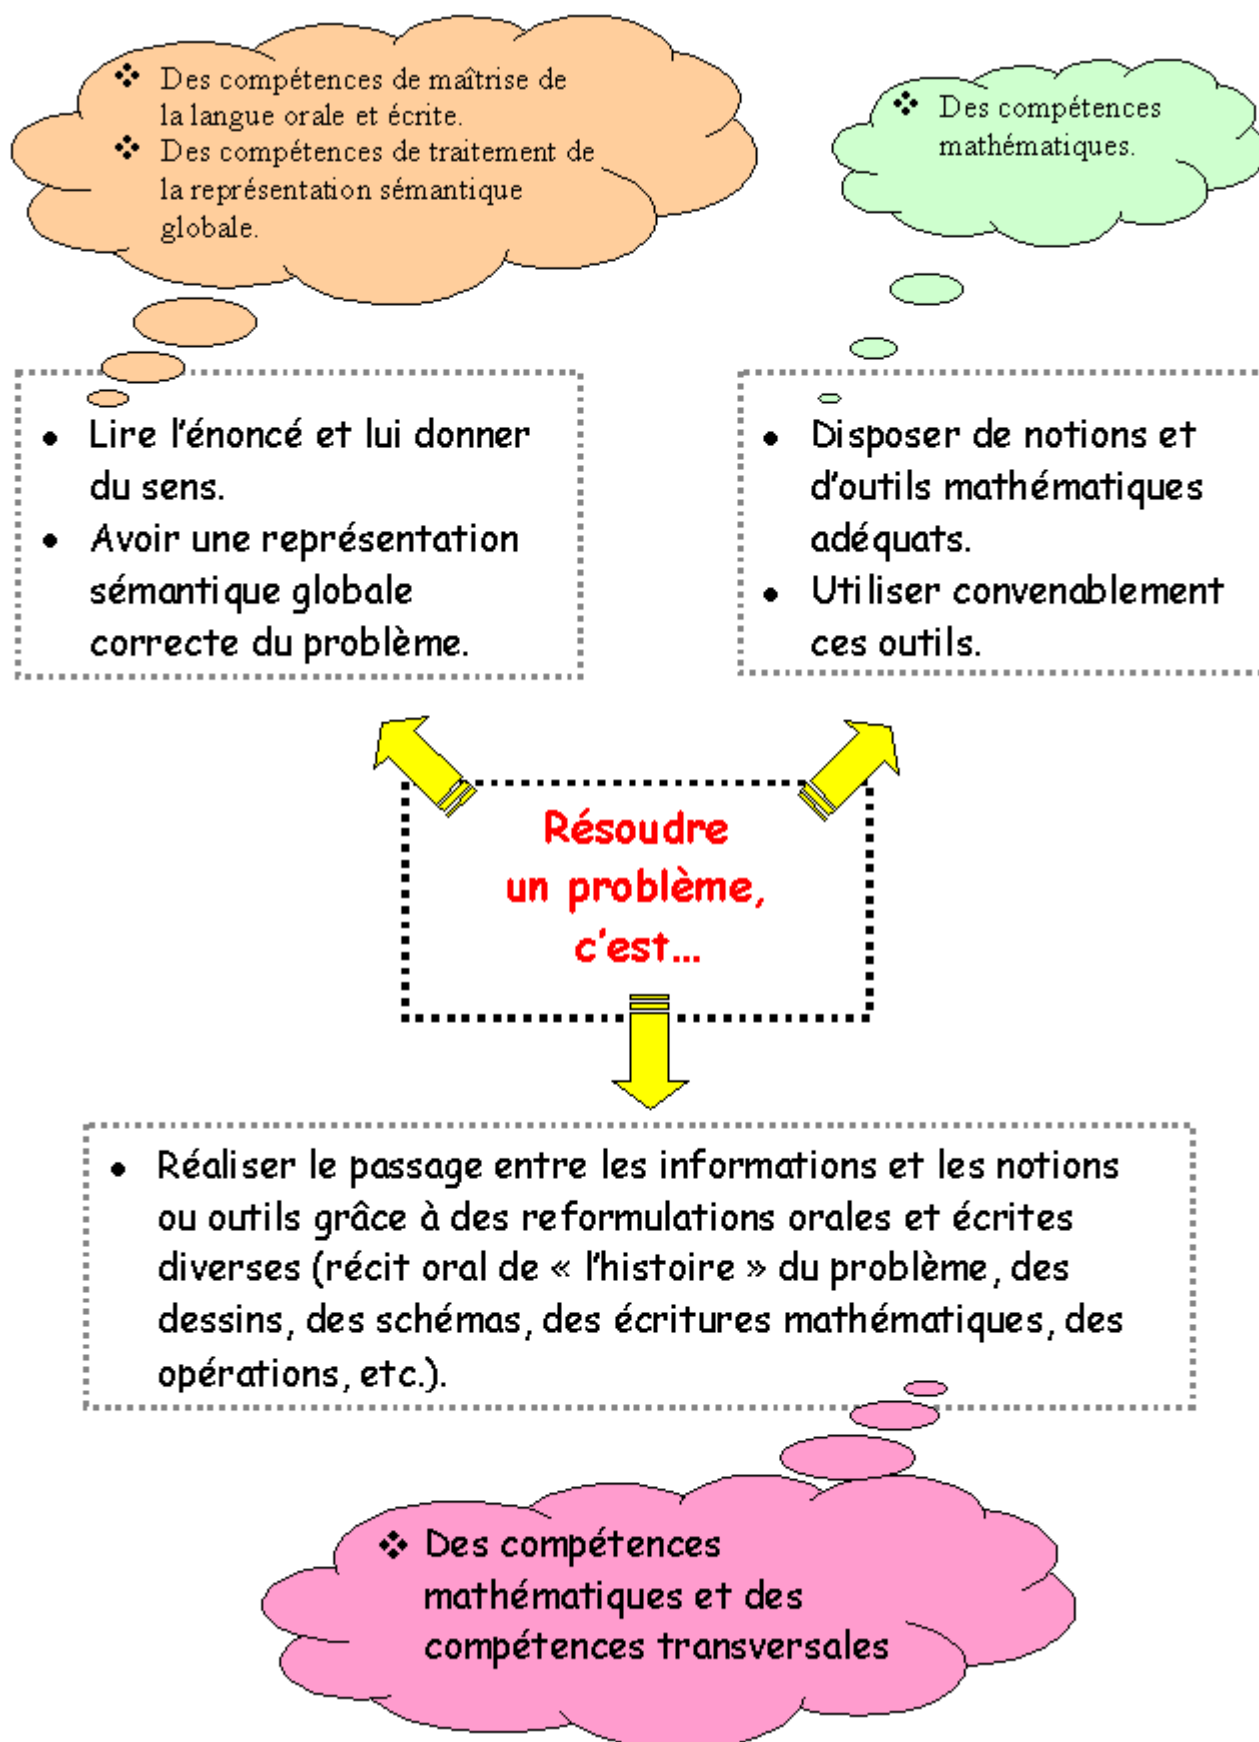 ❖ Des compétences de maîtrise de
la langue orale et écrite.
❖ Des compétences de traitement de
la représentation sémantique
globale.
❖ Des compétences
mathématiques.
• Lire l'énoncé et lui donner
du sens.
• Avoir une représentation
sémantique globale
correcte du problème.
• Disposer de notions et
d'outils mathématiques
adéquats.
• Utiliser convenablement
ces outils.
Résoudre
un problème,
c'est...
• Réaliser le passage entre les informations et les notions
ou outils grâce à des reformulations orales et écrites
diverses (récit oral de « l'histoire » du problème, des
dessins, des schémas, des écritures mathématiques, des
opérations, etc.).
❖ Des compétences
mathématiques et des
compétences transversales